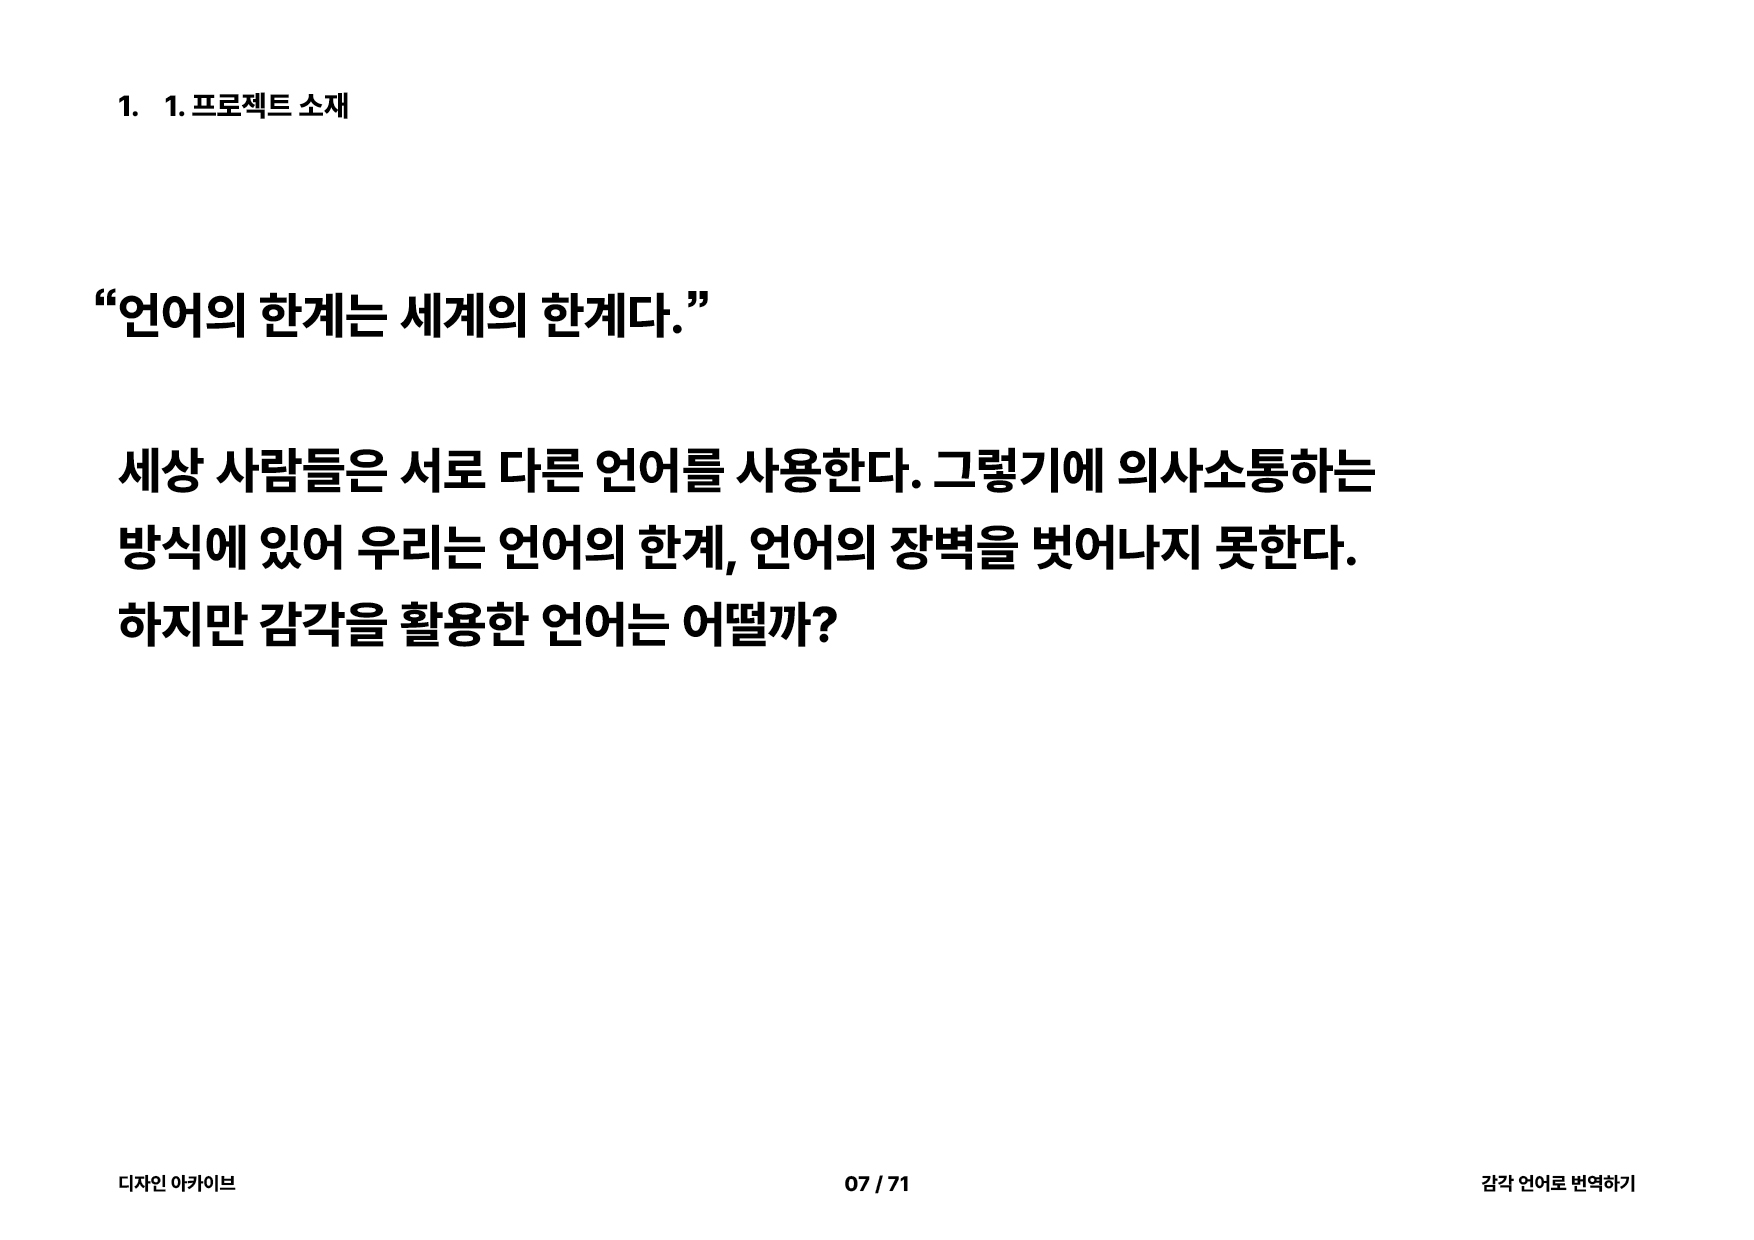 1. 1. 프로젝트 소재
“언어의 한계는 세계의 한계다.”
세상 사람들은 서로 다른 언어를 사용한다. 그렇기에 의사소통하는
방식에 있어 우리는 언어의 한계, 언어의 장벽을 벗어나지 못한다.
하지만 감각을 활용한 언어는 어떨까?
디자인 아카이브
07 / 71
감각 언어로 번역하기